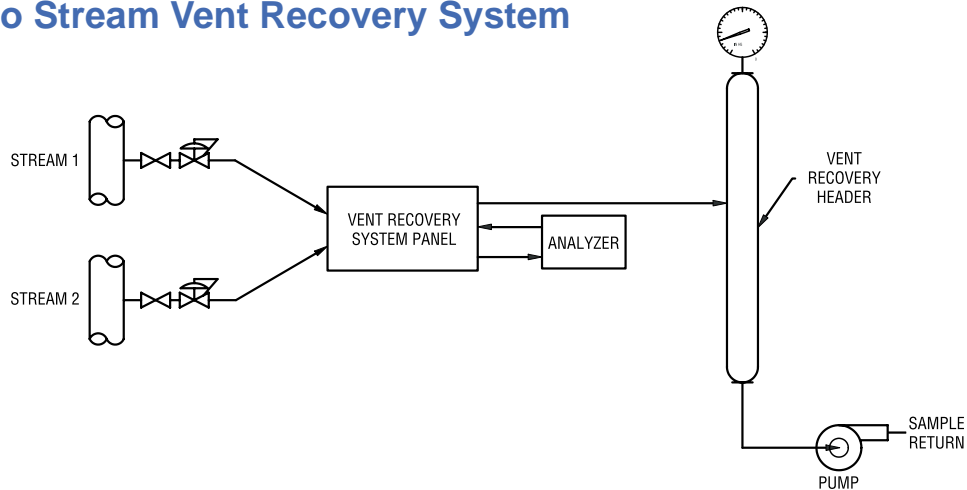 o Stream Vent Recovery System
STREAM 1
VENT RECOVERY
SYSTEM PANEL
ANALYZER
VENT
RECOVERY
HEADER
STREAM 2
SAMPLE
RETURN
PUMP